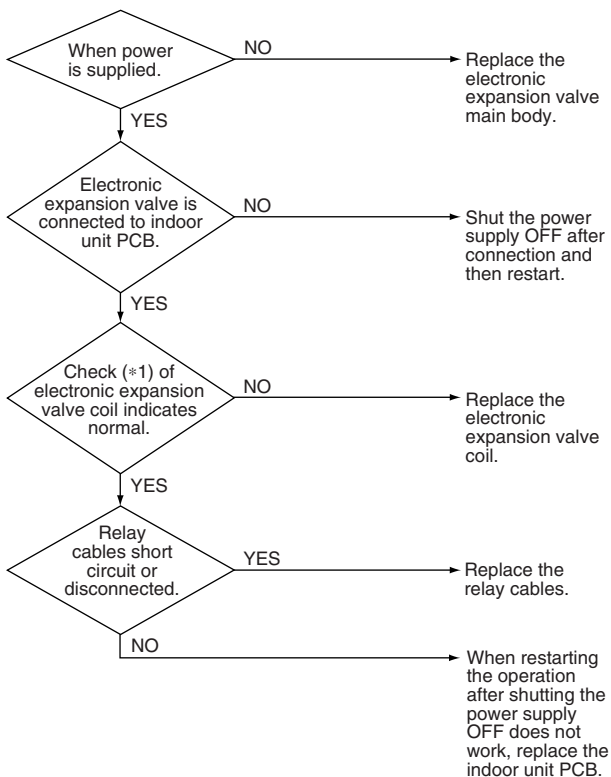 When power
is supplied.
NO
Replace the
electronic
expansion valve
main body.
YES
Electronic
expansion valve is
connected to indoor
unit PCB.
NO
Shut the power
supply OFF after
connection and
then restart.
YES
Check (*1) of
electronic expansion
valve coil indicates
normal.
NO
Replace the
electronic
expansion valve
coil.
YES
Relay
cables short
circuit or
disconnected.
YES
Replace the
relay cables.
NO
When restarting
the operation
after shutting the
power supply
OFF does not
work, replace the
indoor unit PCB.